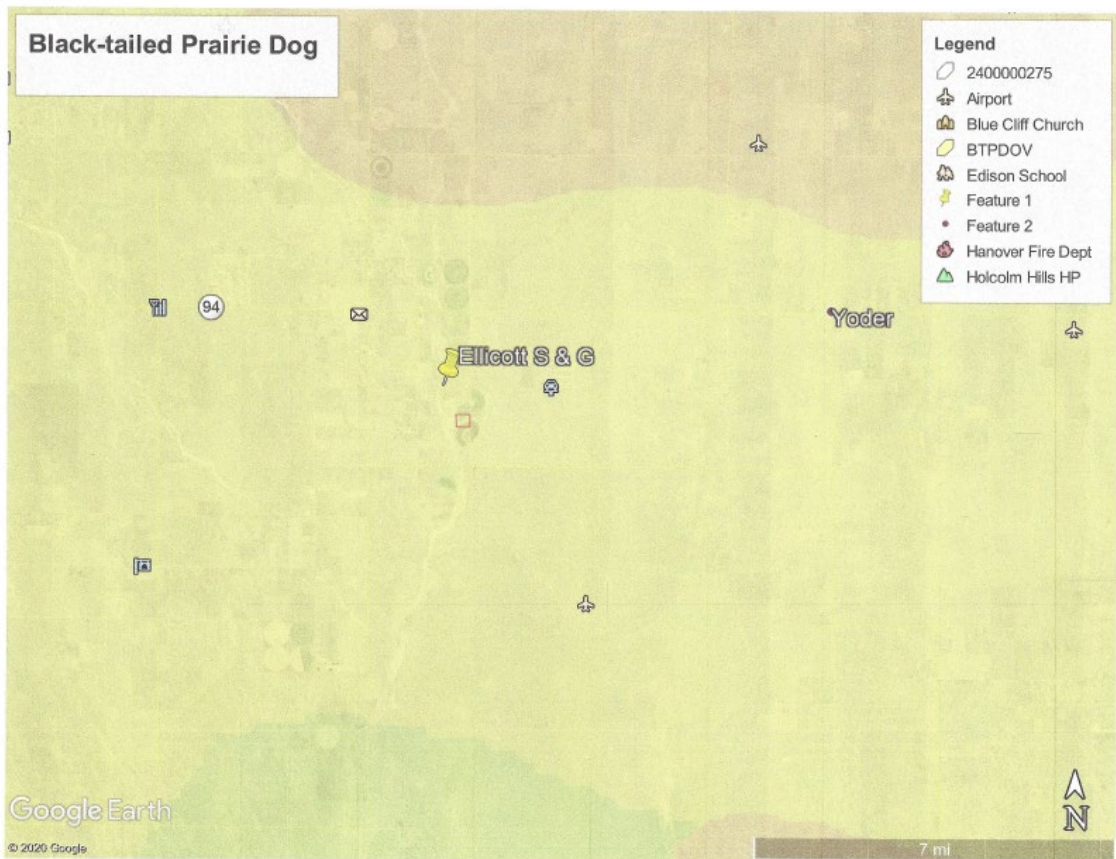 Black-tailed Prairie Dog
Legend
2400000275
Airport
Blue Cliff Church
BTPDOV
Edison School
Feature 1
Feature 2
Hanover Fire Dept
Holcolm Hills HP
94
Yoder
Ellicott S & G
Google Earth
© 2020 Google
N
7 mi